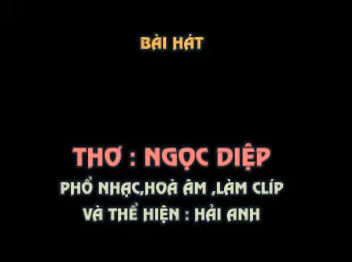 BÀI HÁT
THƠ : NGỌC DIỆP
PHỔ NHẠC,HOÀ ÂM ,LÀM CLÍP
VÀ THỂ HIỆN : HẢI ANH